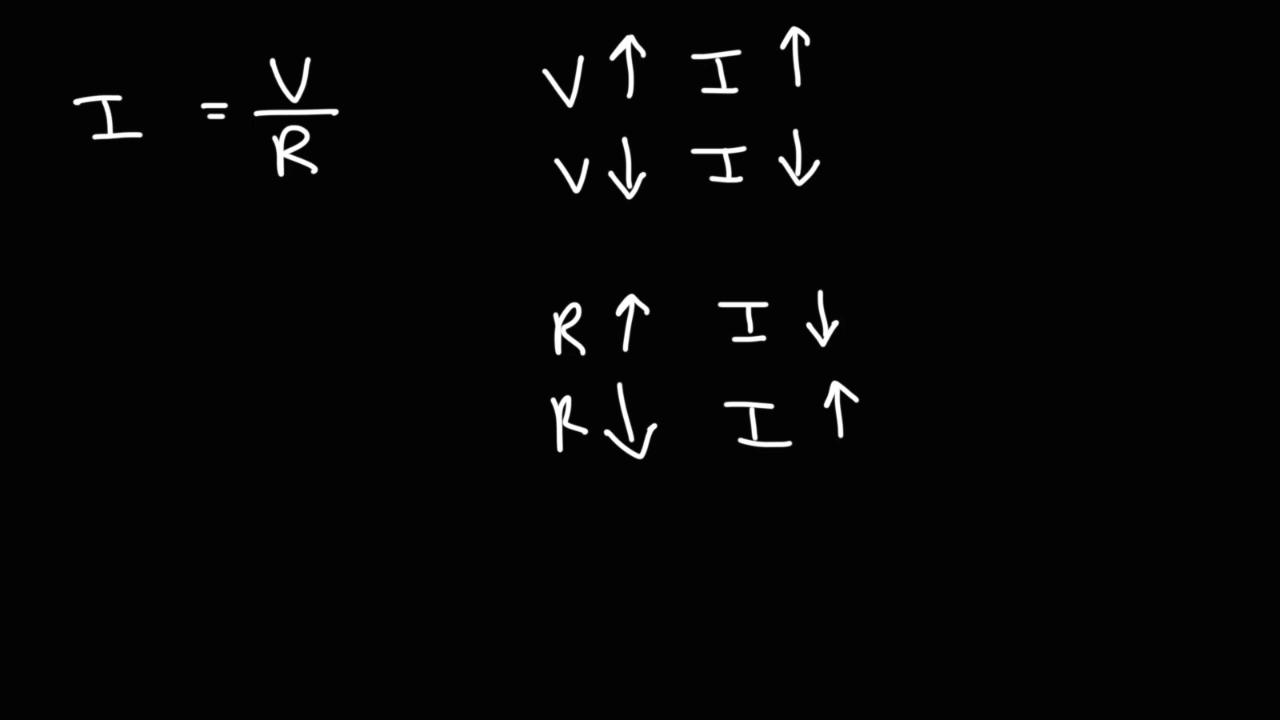 I = V/R
V ↑ I ↑
V ↓ I ↓
R ↑ I ↓
R ↓ I ↑